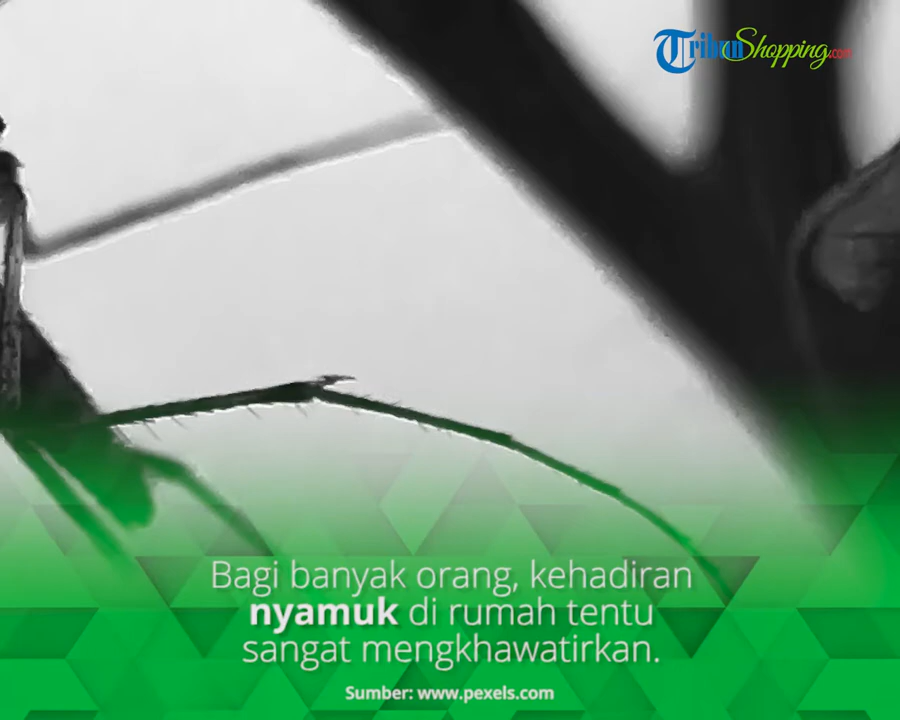 TribunShopping.com
Bagi banyak orang, kehadiran
nyamuk di rumah tentu
sangat mengkhawatirkan.
Sumber: www.pexels.com